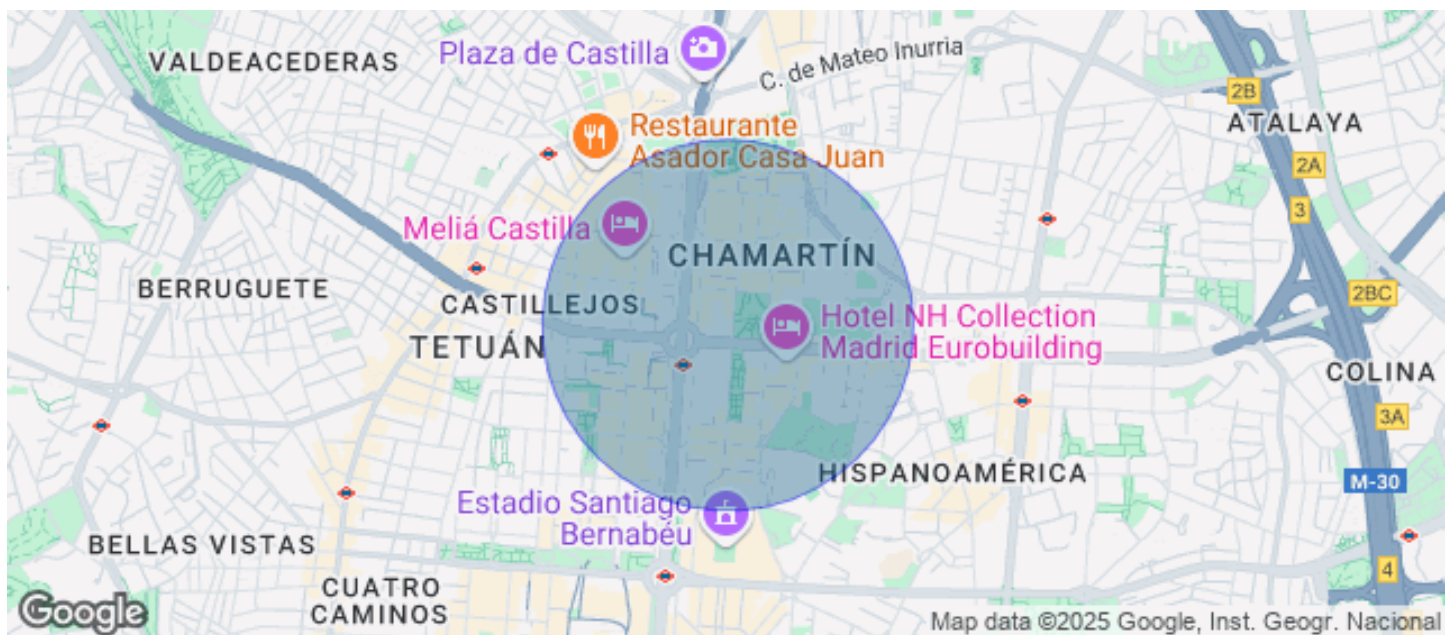 VALDEACEDERAS
Plaza de Castilla
C. de Mateo Inurria
2B
ATALAYA
Restaurante
Asador Casa Juan
2A
3
Meliá Castilla
CHAMARTÍN
BERRUGUETE
CASTILLEJOS
2BC
TETUÁN
Hotel NH Collection
Madrid Eurobuilding
COLINA
3A
HISPANOAMÉRICA
M-30
Estadio Santiago
Bernabéu
BELLAS VISTAS
4
CUATRO
CAMINOS
Google
Map data ©2025 Google, Inst. Geogr. Nacional